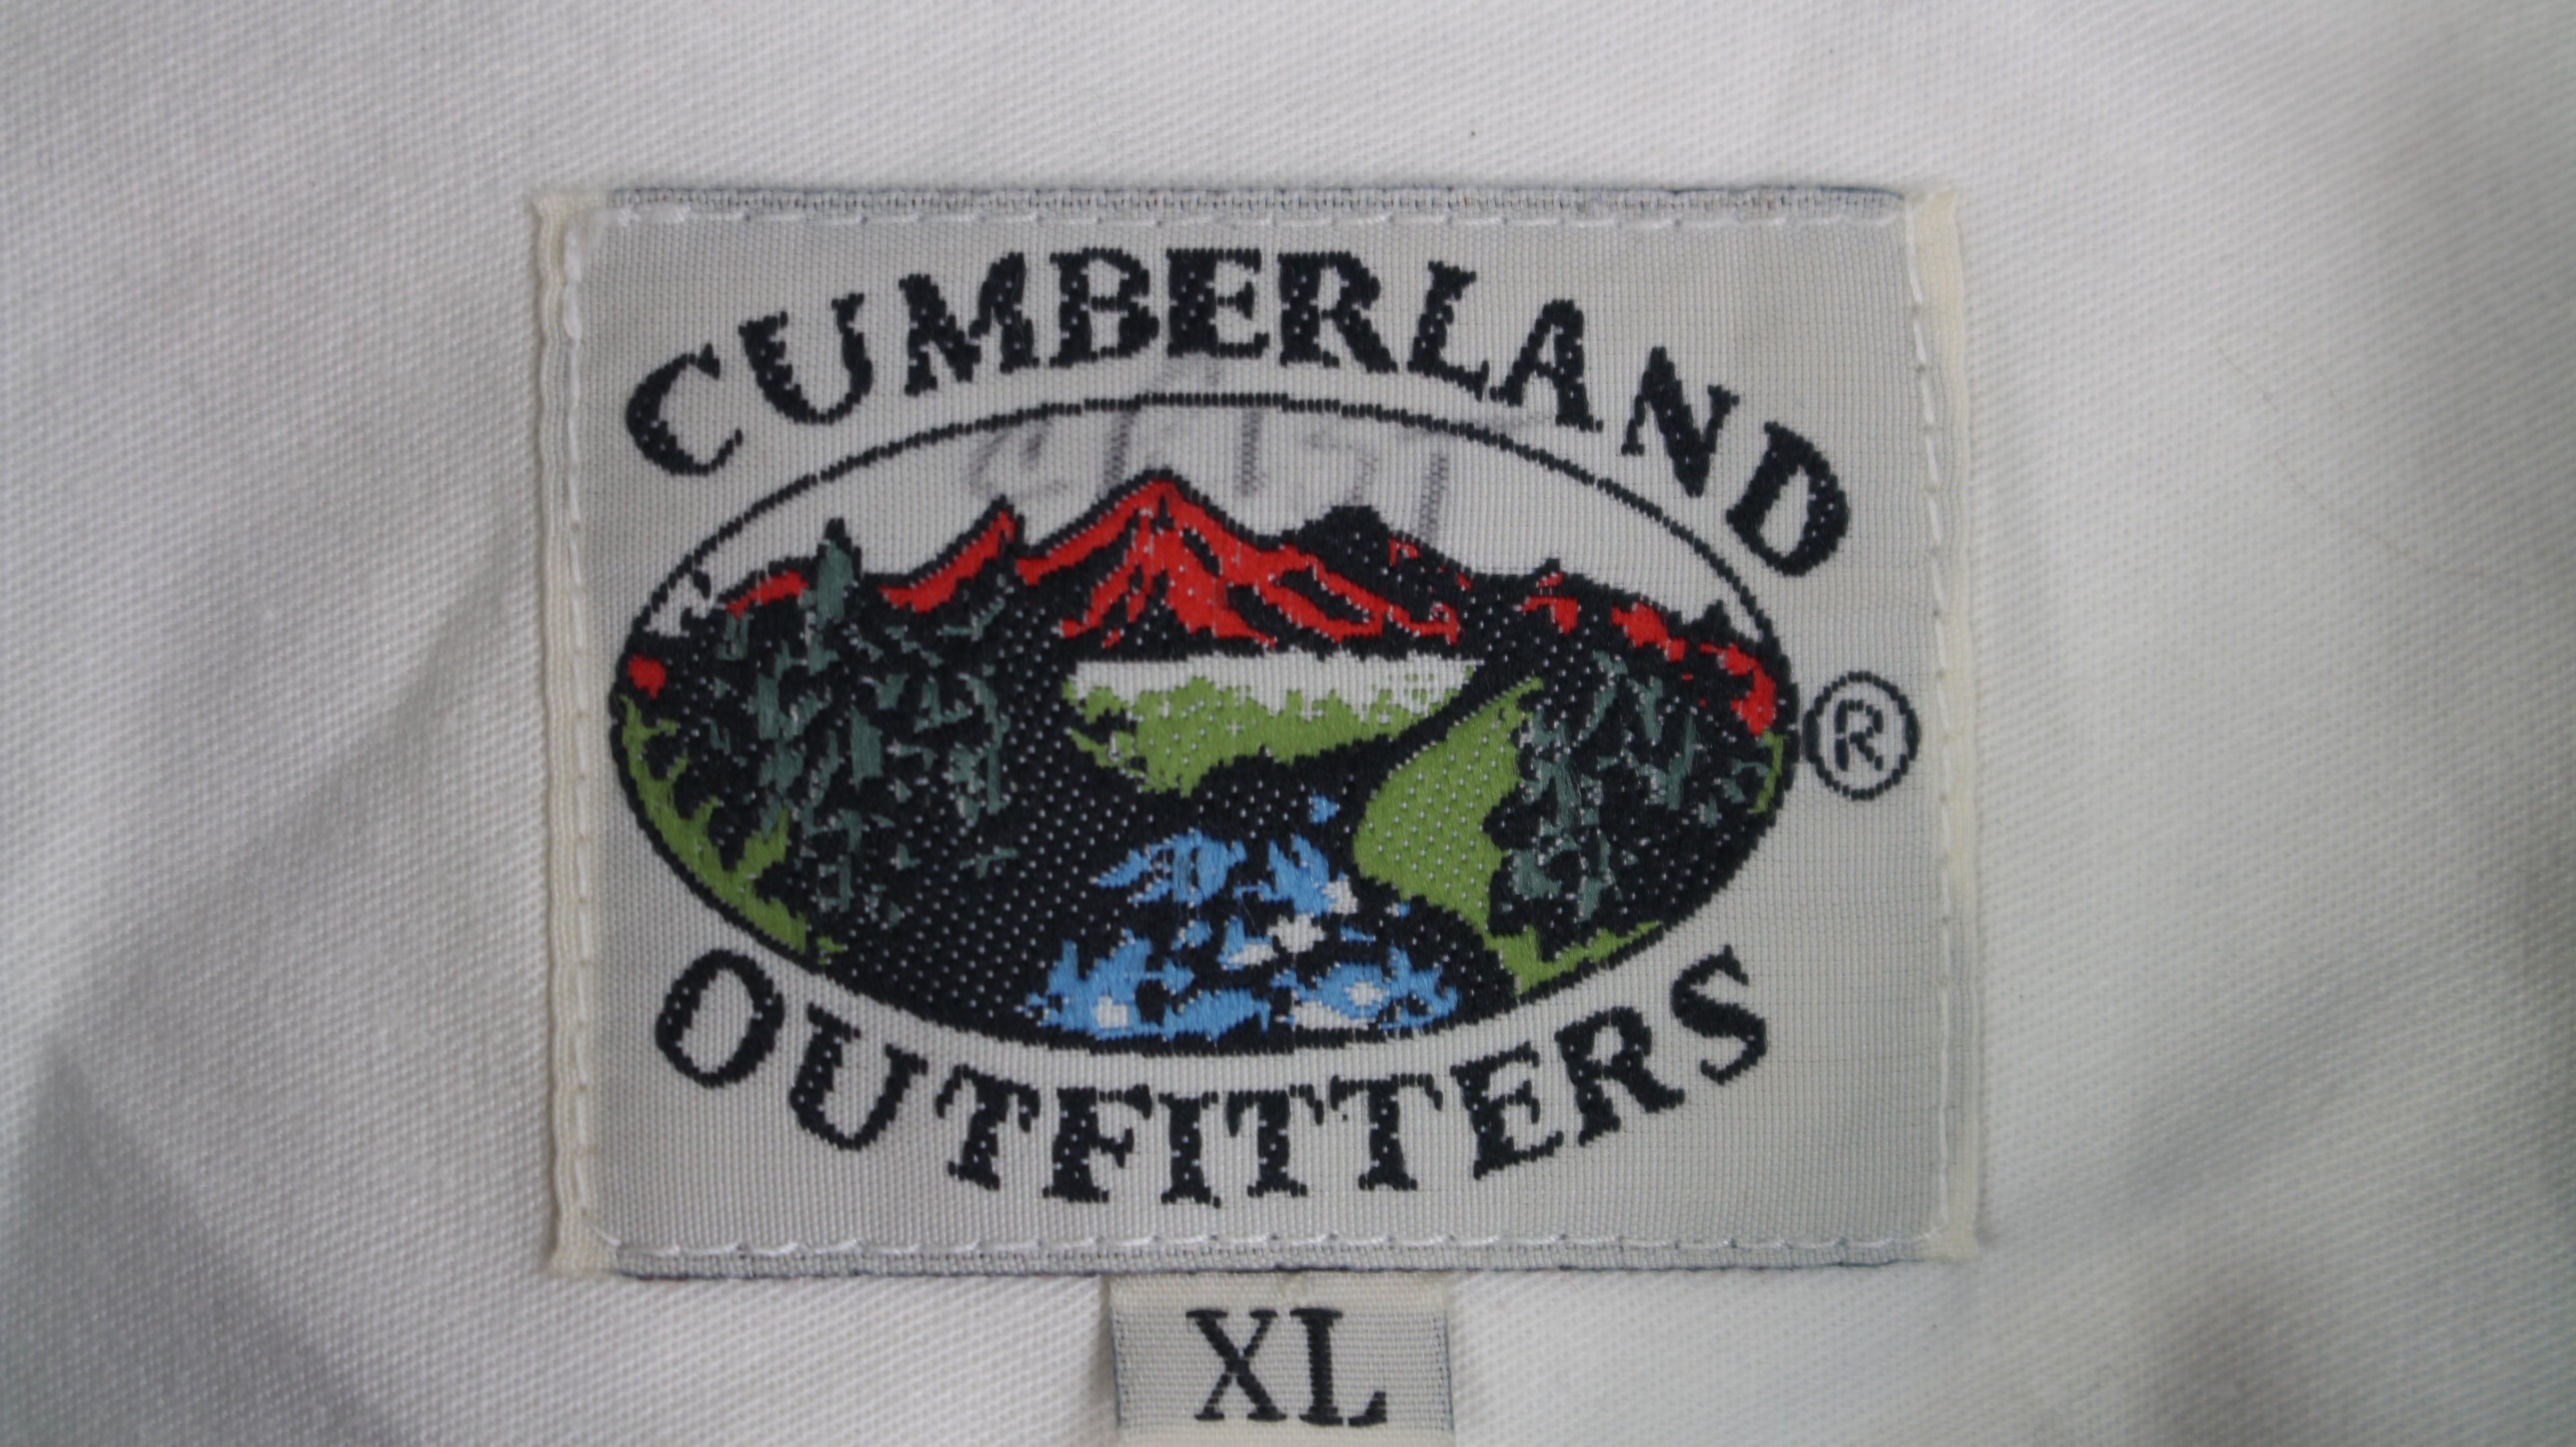 CUMBERLAND
OUTFITTERS
®
XL